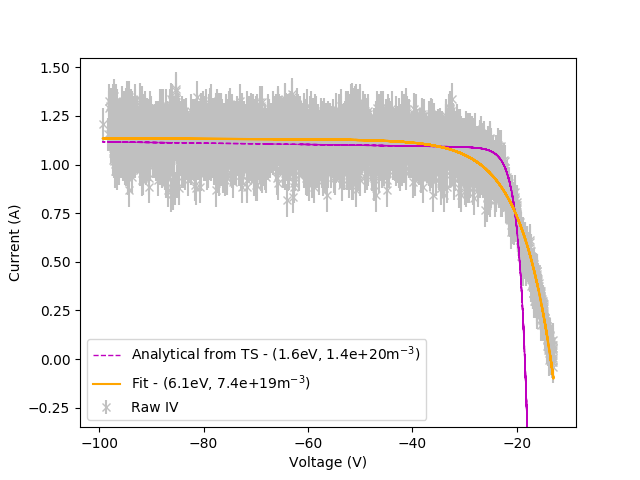 1.50
1.25
1.00
0.75
0.50
0.25
0.00
−0.25
Current (A)
Analytical from TS - (1.6eV, 1.4e+20m⁻³)
Fit - (6.1eV, 7.4e+19m⁻³)
Raw IV
−100
−80
−60
−40
−20
Voltage (V)